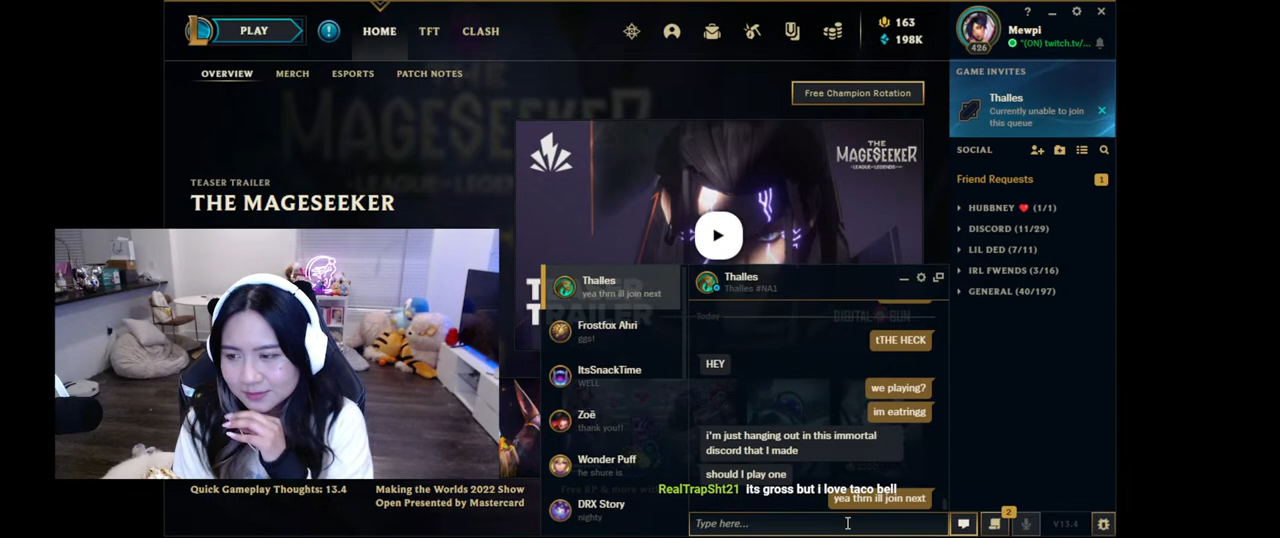 PLAY
HOME
TFT
CLASH
163
198K
?
Mewpi
426
"(ON) twitch.tv/...
OVERVIEW
MERCH
ESPORTS
PATCH NOTES
Free Champion Rotation
GAME INVITES
Thalles
Currently unable to join
this queue
SOCIAL
Friend Requests
1
HUBBNEY ❤️ (1/1)
DISCORD (11/29)
LIL DED (7/11)
IRL FWENDS (3/16)
GENERAL (40/197)
THE
MAGESEEKER
THE
MAGESEEKER
A LEAGUE OF LEGENDS STORY
TEASER TRAILER
THE MAGESEEKER
Thalles
yea thrn ill join next
Frostfox Ahri
ggs!
ItsSnackTime
WELL
Zoë
thank you!!
Wonder Puff
he shure is
DRX Story
nighty
Thalles
Thalles #NA1
Today
tTHE HECK
HEY
we playing?
im eatringg
i'm just hanging out in this immortal
discord that I made
should I play one
yea thrn ill join next
RealTrapSht21 its gross but i love taco bell
Type here...
2
V13.4
Quick Gameplay Thoughts: 13.4
Making the Worlds 2022 Show
Open Presented by Mastercard